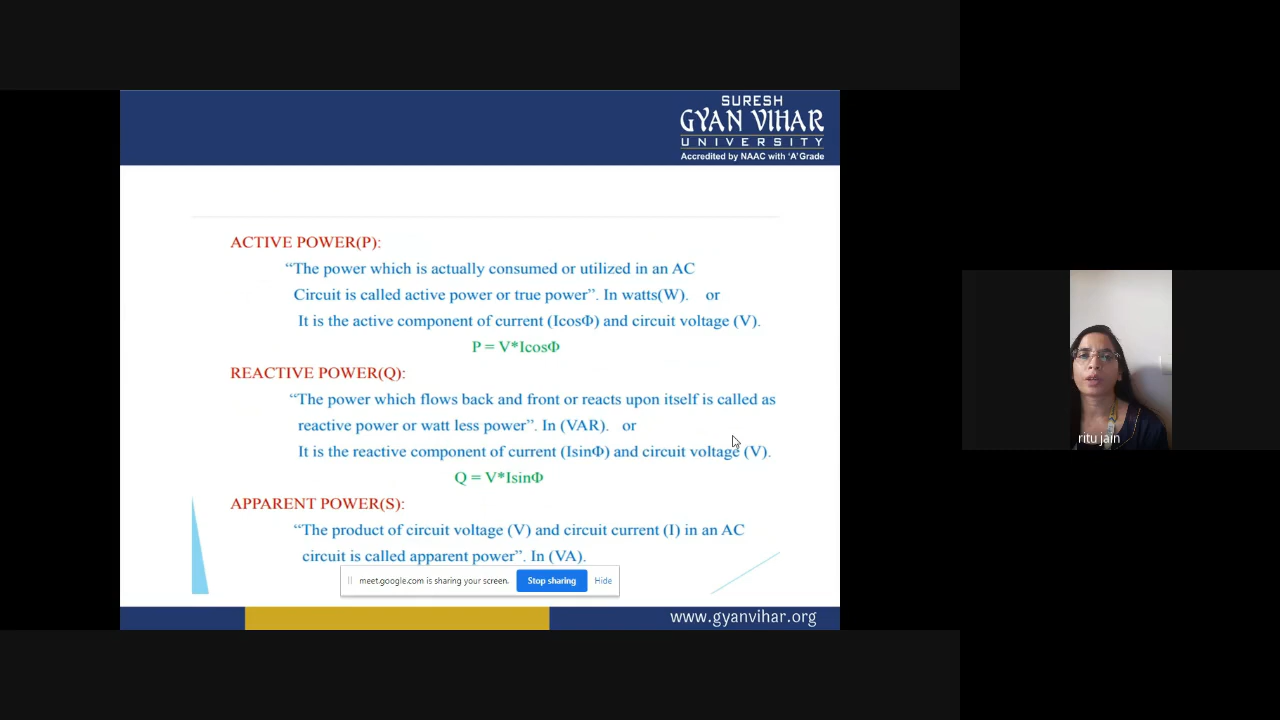 SURESH
GYAN VIHAR
UNIVERSITY
Accredited by NAAC with 'A' Grade
ACTIVE POWER(P):
“The power which is actually consumed or utilized in an AC
Circuit is called active power or true power”. In watts(W). or
It is the active component of current (IcosΦ) and circuit voltage (V).
P = V*IcosΦ
REACTIVE POWER(Q):
“The power which flows back and front or reacts upon itself is called as
reactive power or watt less power”. In (VAR). or
It is the reactive component of current (IsinΦ) and circuit voltage (V).
Q = V*IsinΦ
APPARENT POWER(S):
“The product of circuit voltage (V) and circuit current (I) in an AC
circuit is called apparent power”. In (VA).
meet.google.com is sharing your screen. Stop sharing Hide
www.gyanvihar.org
ritu jain